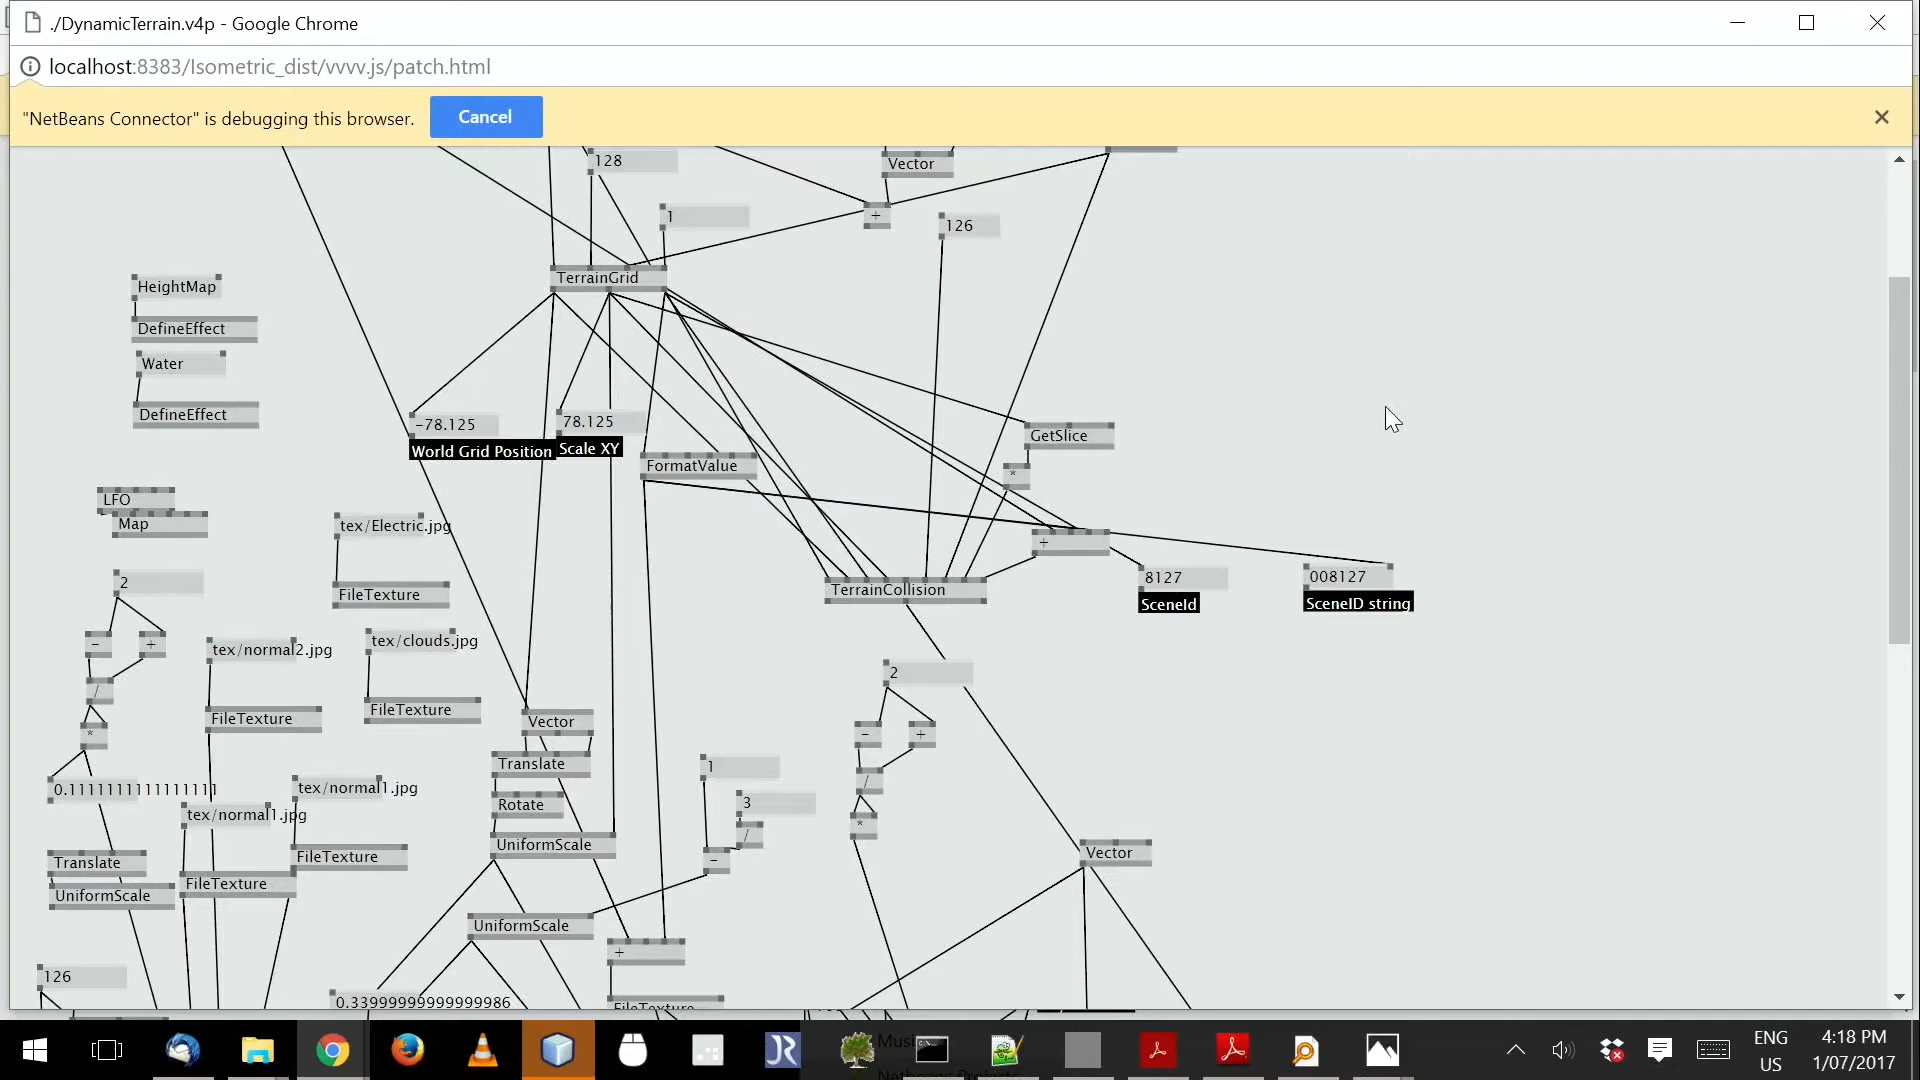 ./DynamicTerrain.v4p - Google Chrome
localhost:8383/Isometric_dist/vvvv.js/patch.html
"NetBeans Connector" is debugging this browser.
Cancel
128
Vector
1
+
126
TerrainGrid
HeightMap
DefineEffect
Water
DefineEffect
-78.125
78.125
World Grid Position
Scale XY
GetSlice
FormatValue
*
LFO
Map
tex/Electric.jpg
+
2
FileTexture
TerrainCollision
8127
008127
SceneId
SceneID string
- +
tex/normal2.jpg
tex/clouds.jpg
2
/
FileTexture
FileTexture
Vector
*
- +
Translate
1
/
0.1111111111111111
tex/normal1.jpg
Rotate
3
tex/normal1.jpg
*
/
UniformScale
Translate
FileTexture
-
Vector
UniformScale
FileTexture
UniformScale
+
126
0.33999999999999986
FileTexture
ENG
US
4:18 PM
1/07/2017